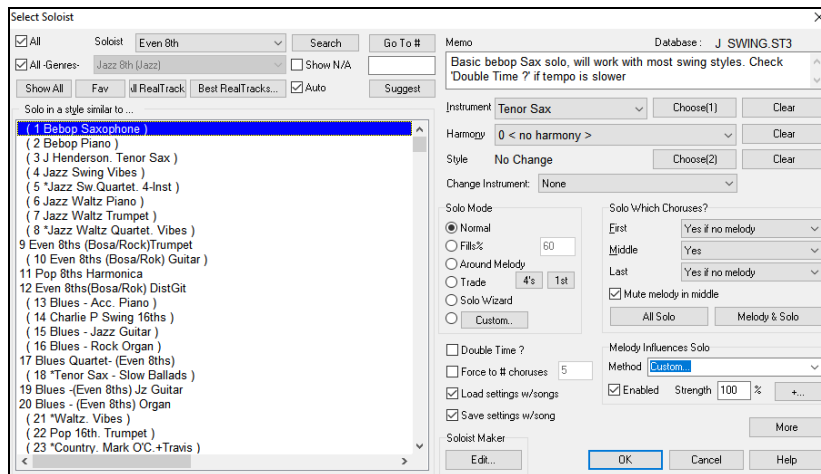 Select Soloist
All Soloist Even 8th Search Go To #
All -Genres- Jazz 8th (Jazz) Show N/A
Show All Fav Jl RealTrack Best RealTracks... Auto Suggest
Solo in a style similar to ...
( 1 Bebop Saxophone )
( 2 Bebop Piano )
( 3 J Henderson. Tenor Sax )
( 4 Jazz Swing Vibes )
( 5 *Jazz Sw.Quartet. 4-Inst )
( 6 Jazz Waltz Piano )
( 7 Jazz Waltz Trumpet )
( 8 *Jazz Waltz Quartet. Vibes )
9 Even 8ths (Bosa/Rock)Trumpet
( 10 Even 8ths (Bosa/Rok) Guitar )
11 Pop 8ths Harmonica
12 Even 8ths(Bosa/Rok) DistGit
( 13 Blues - Acc. Piano )
( 14 Charlie P Swing 16ths )
( 15 Blues - Jazz Guitar )
( 16 Blues - Rock Organ )
17 Blues Quartet- (Even 8ths)
( 18 *Tenor Sax - Slow Ballads )
19 Blues -(Even 8ths) Jz Guitar
20 Blues - (Even 8ths) Organ
( 21 *Waltz. Vibes )
( 22 Pop 16th. Trumpet )
( 23 *Country. Mark O'C.+Travis )
Memo Database : J SWING.ST3
Basic bebop Sax solo, will work with most swing styles. Check
'Double Time ?' if tempo is slower
Instrument Tenor Sax Choose(1) Clear
Harmony 0 < no harmony > Clear
Style No Change Choose(2) Clear
Change Instrument: None
Solo Mode
Normal
Fills% 60
Around Melody
Trade 4's 1st
Solo Wizard
Custom..
Solo Which Choruses?
First Yes if no melody
Middle Yes
Last Yes if no melody
Mute melody in middle
All Solo Melody & Solo
Double Time ?
Force to # choruses 5
Load settings w/songs
Save settings w/song
Melody Influences Solo
Method Custom...
Enabled Strength 100 % +...
Soloist Maker
Edit...
More
OK Cancel Help